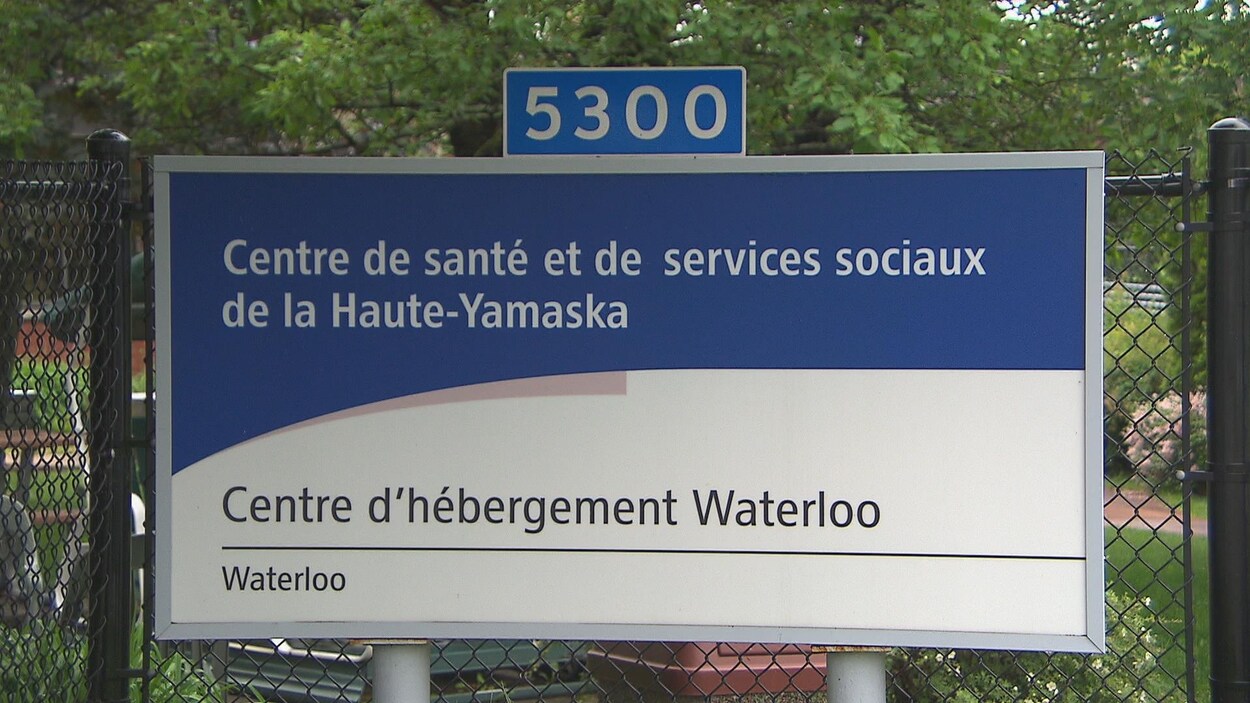 5300
Centre de santé et de services sociaux
de la Haute-Yamaska
Centre d'hébergement Waterloo
Waterloo